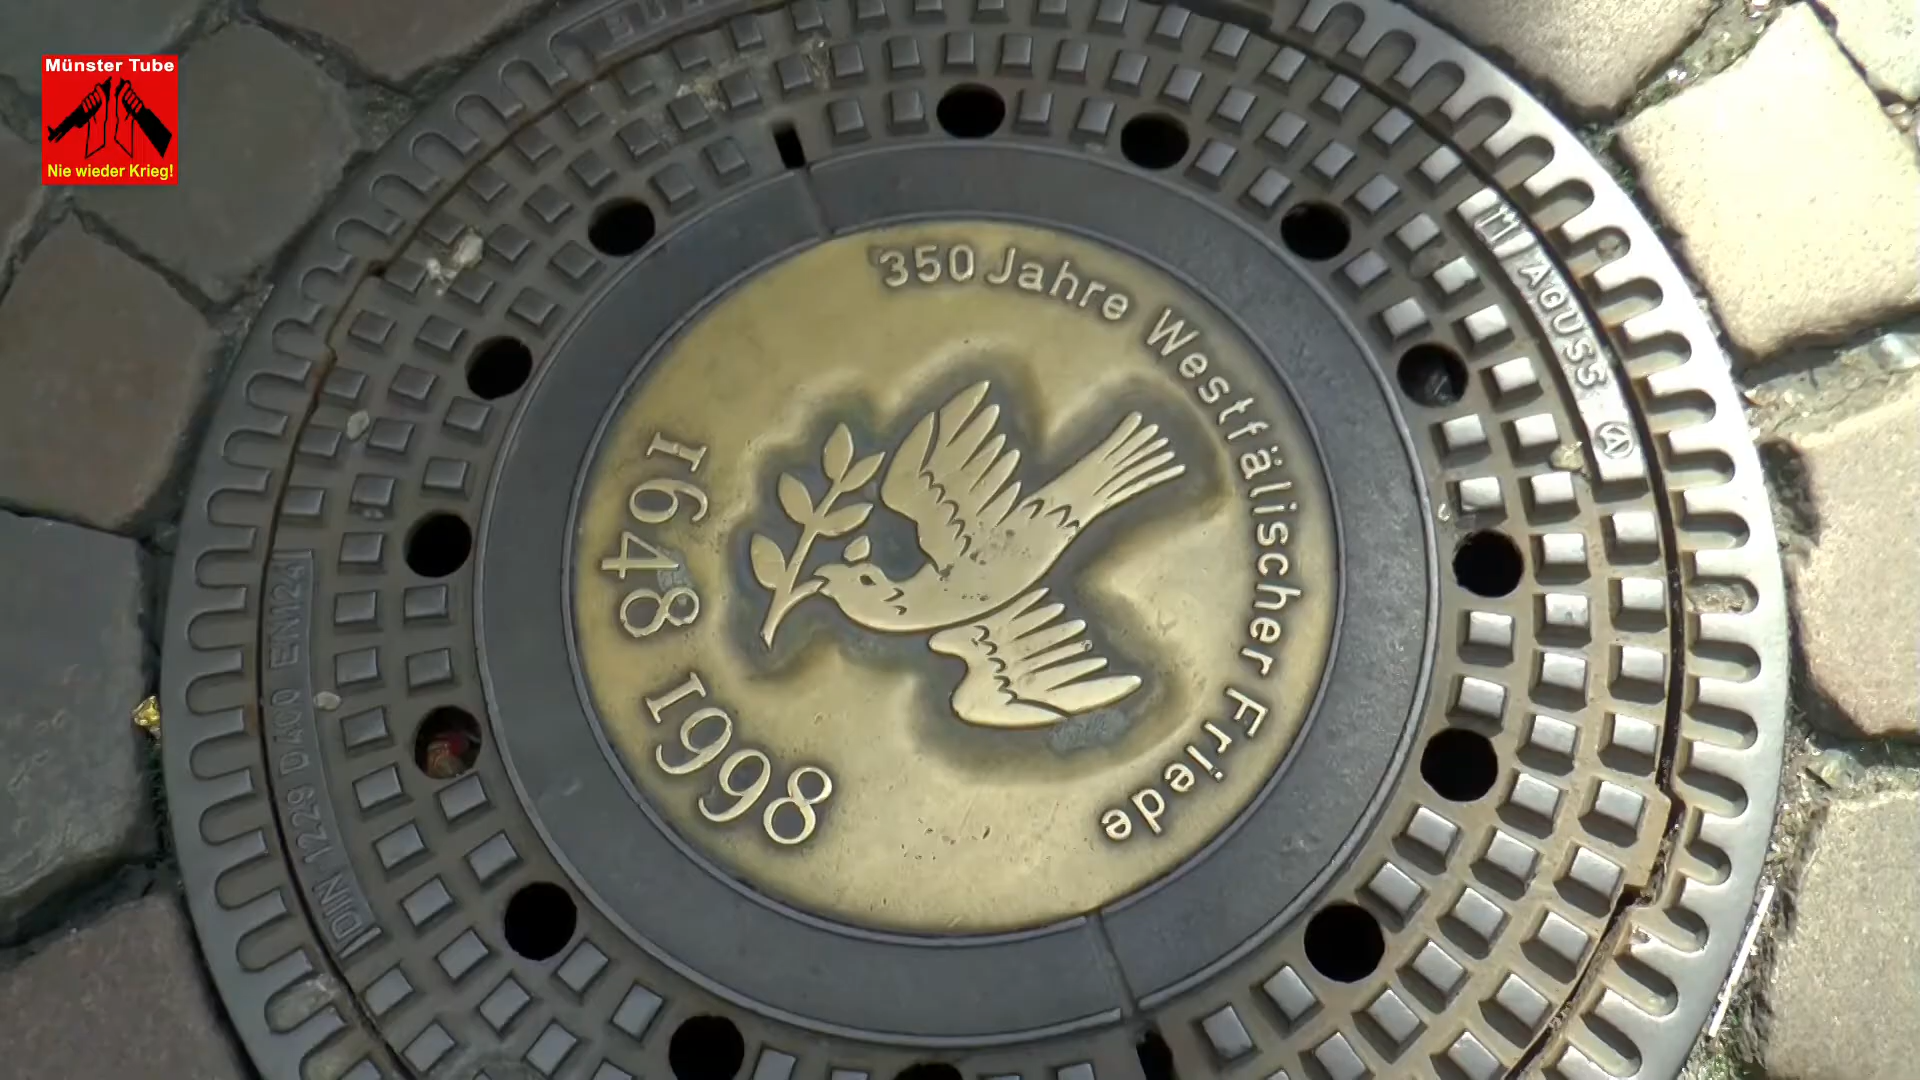 Münster Tube
Nie wieder Krieg!
350 Jahre Westfälischer Friede
1648 1998
AGUSS
DIN 1229 D400 EN124